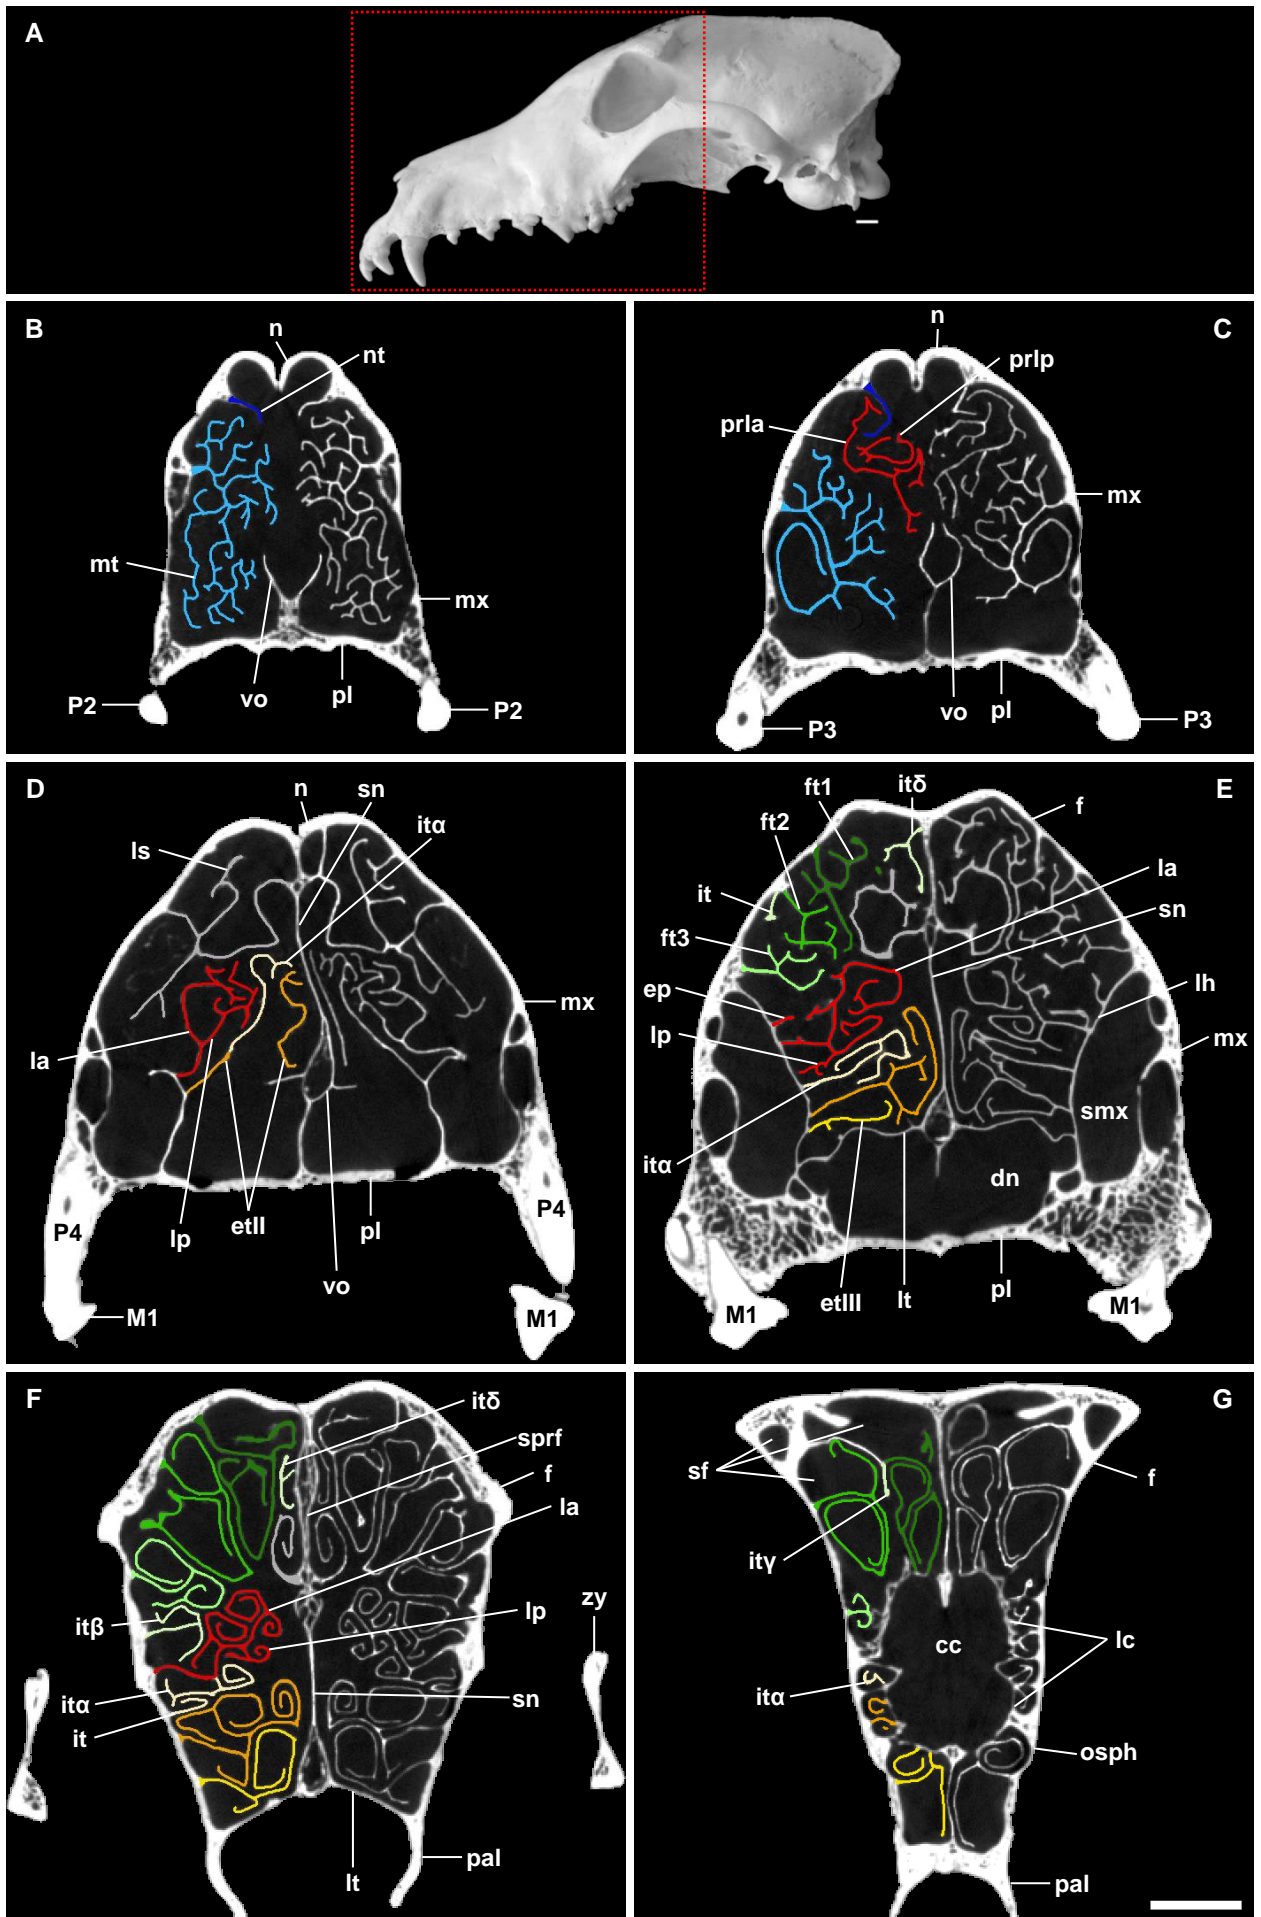 A
B
n
nt
mt
mx
vo
pl
P2
P2
C
n
prlp
prla
mx
vo
pl
P3
P3
D
n
sn
itα
ls
mx
la
P4
P4
lp
etII
pl
vo
M1
M1
E
ft1
itδ
f
ft2
la
it
sn
ft3
lh
ep
mx
lp
smx
itα
dn
etIII
lt
pl
M1
M1
F
itδ
sprf
f
la
zy
lp
itβ
itα
sn
it
pal
lt
G
sf
f
itγ
cc
lc
itα
osph
pal